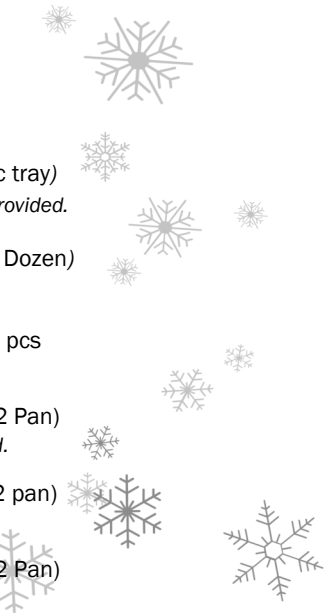 c tray)
rovided.
Dozen)
pcs
2 Pan)
d.
2 pan)
2 Pan)